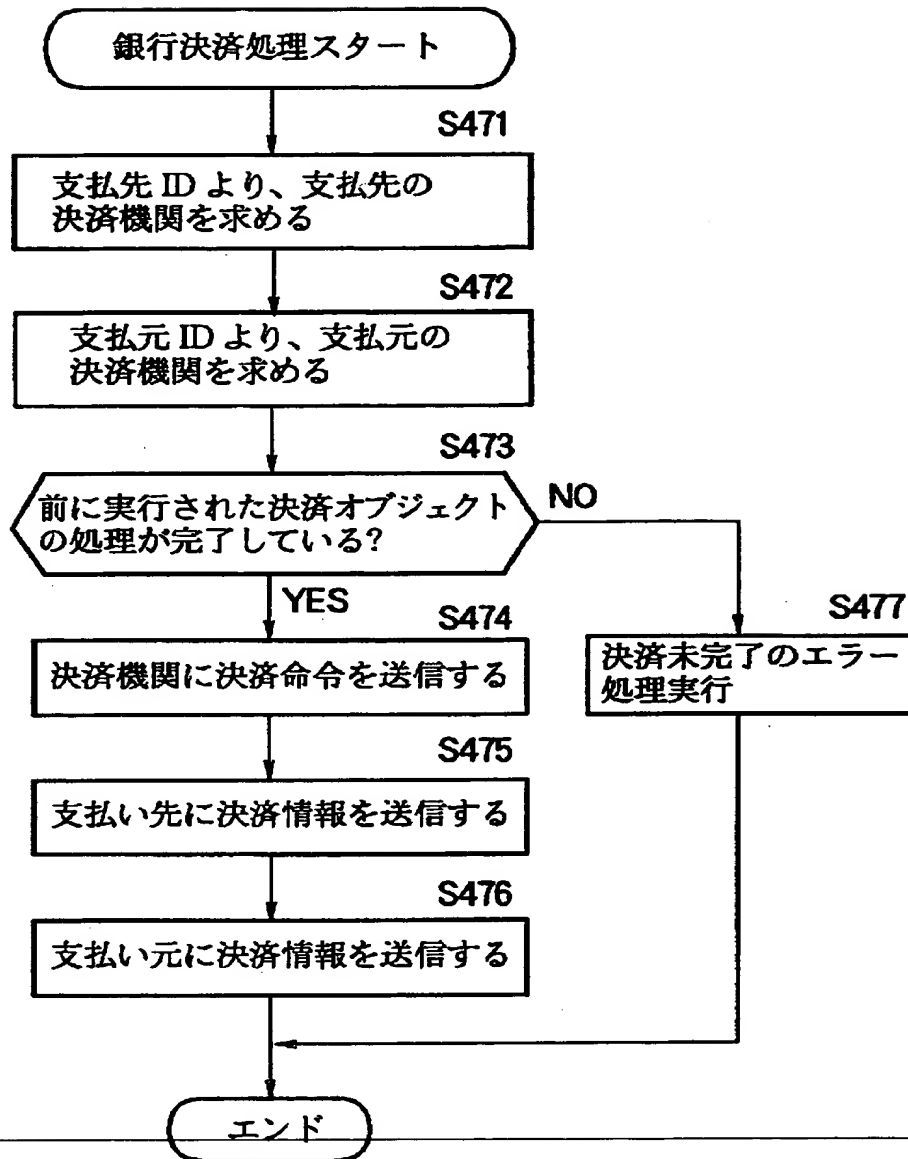 銀行決済処理スタート
S471
支払先 ID より、支払先の
決済機関を求める
S472
支払元 ID より、支払元の
決済機関を求める
S473
前に実行された決済オブジェクト
の処理が完了している?
NO
YES
S474
決済機関に決済命令を送信する
S477
決済未完了のエラー
処理実行
S475
支払い先に決済情報を送信する
S476
支払い元に決済情報を送信する
エンド